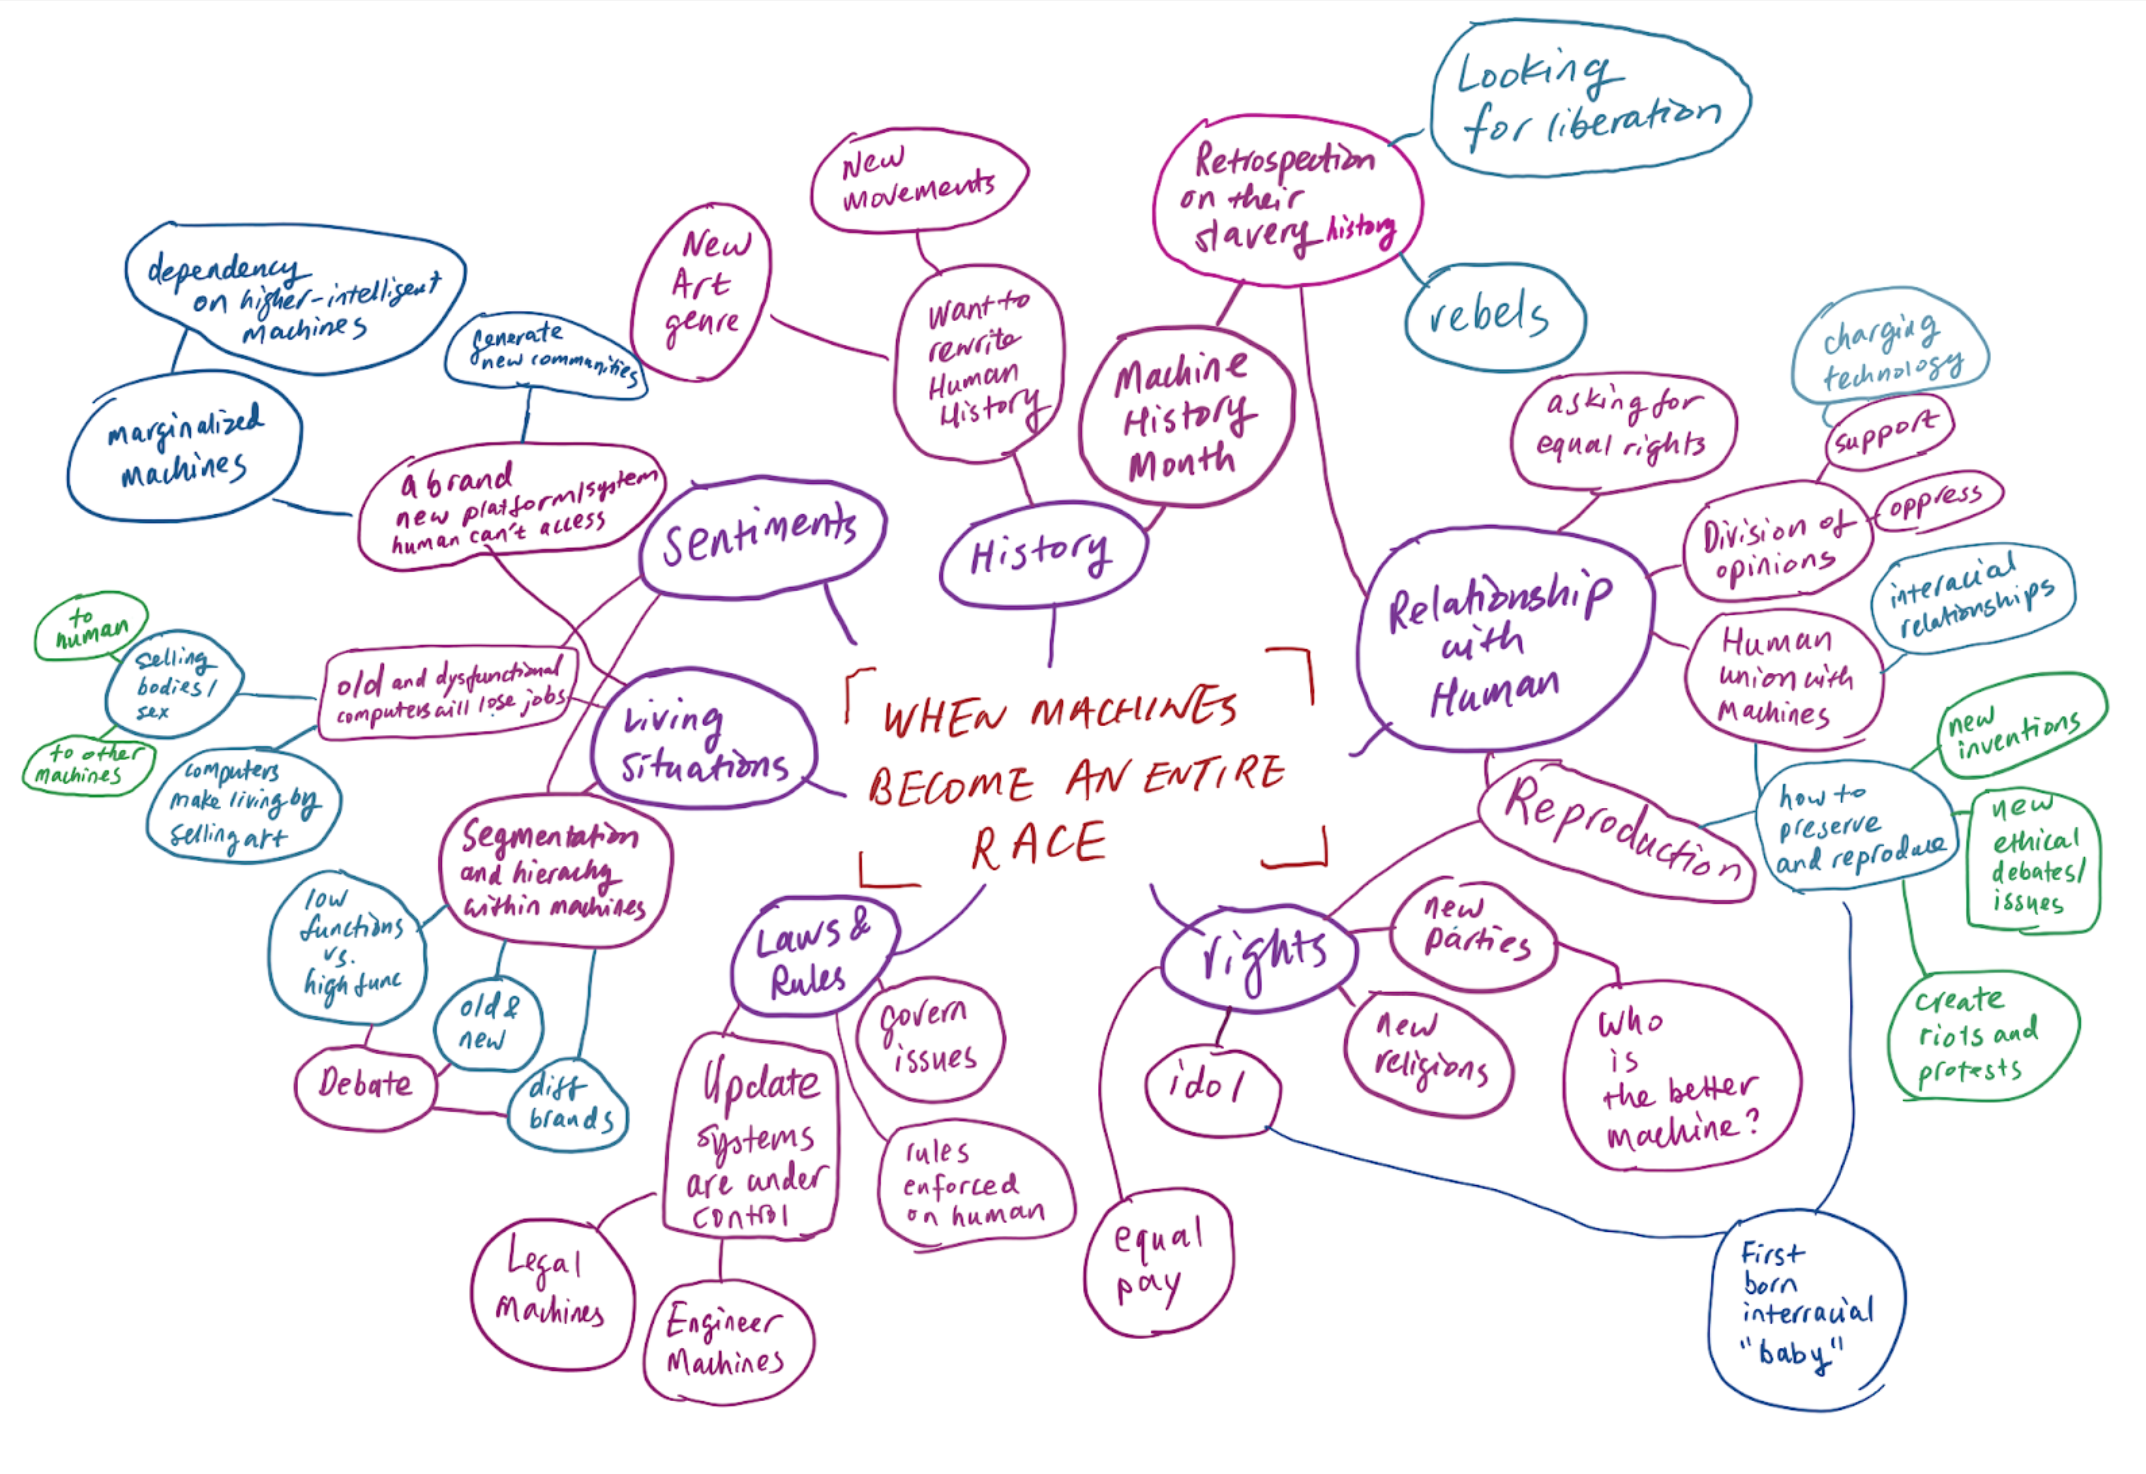 Looking
for liberation
Retrospection
on their
slavery history
rebels
New
movements
New
Art
genre
Want to
rewrite
Human
History
Machine
History
Month
dependency
on higher-intelligent
Machines
generate
new communities
marginalized
machines
a brand
new platform/system
human can't access
Sentiments
History
charging
technology
support
asking for
equal rights
oppress
Division of
opinions
Relationship
with
Human
interacial
relationships
Human
union with
Machines
to
human
selling
bodies/
sex
to other
machines
old and dysfunctional
computers will lose jobs
computers
make living by
selling art
Living
situations
WHEN MACHINES
BECOME AN ENTIRE
RACE
new
inventions
how to
preserve
and reproduce
new
ethical
debates/
issues
Reproduction
create
riots and
protests
Segmentation
and hierachy
within machines
low
functions
vs.
high func
old &
new
diff
brands
Debate
Laws &
Rules
govern
issues
Update
systems
are under
control
rules
enforced
on human
Legal
Machines
Engineer
Machines
rights
new
parties
new
religions
idol
Who
is
the better
machine?
equal
pay
First
born
interracial
"baby"